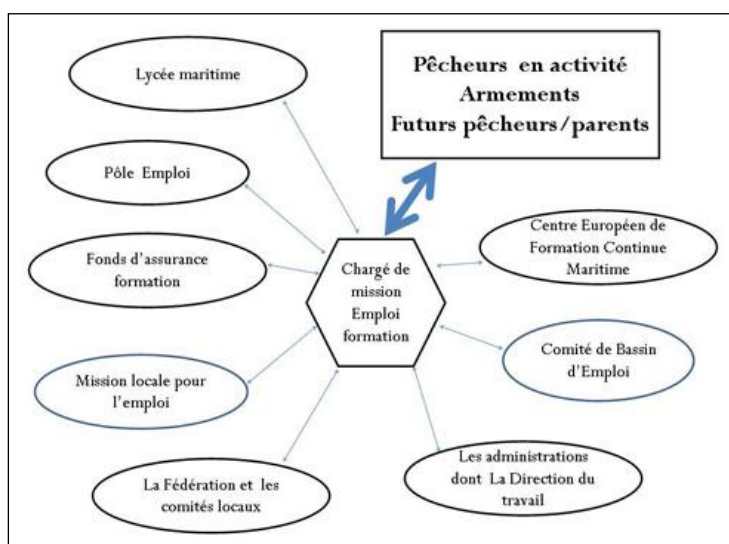 Lycée maritime
Pêcheurs en activité
Armements
Futurs pêcheurs/parents
Pôle Emploi
Centre Européen de
Formation Continue
Maritime
Fonds d'assurance
formation
Chargé de
mission
Emploi
formation
Comité de Bassin
d'Emploi
Mission locale pour
l'emploi
Les administrations
dont La Direction du
travail
La Fédération et les
comités locaux